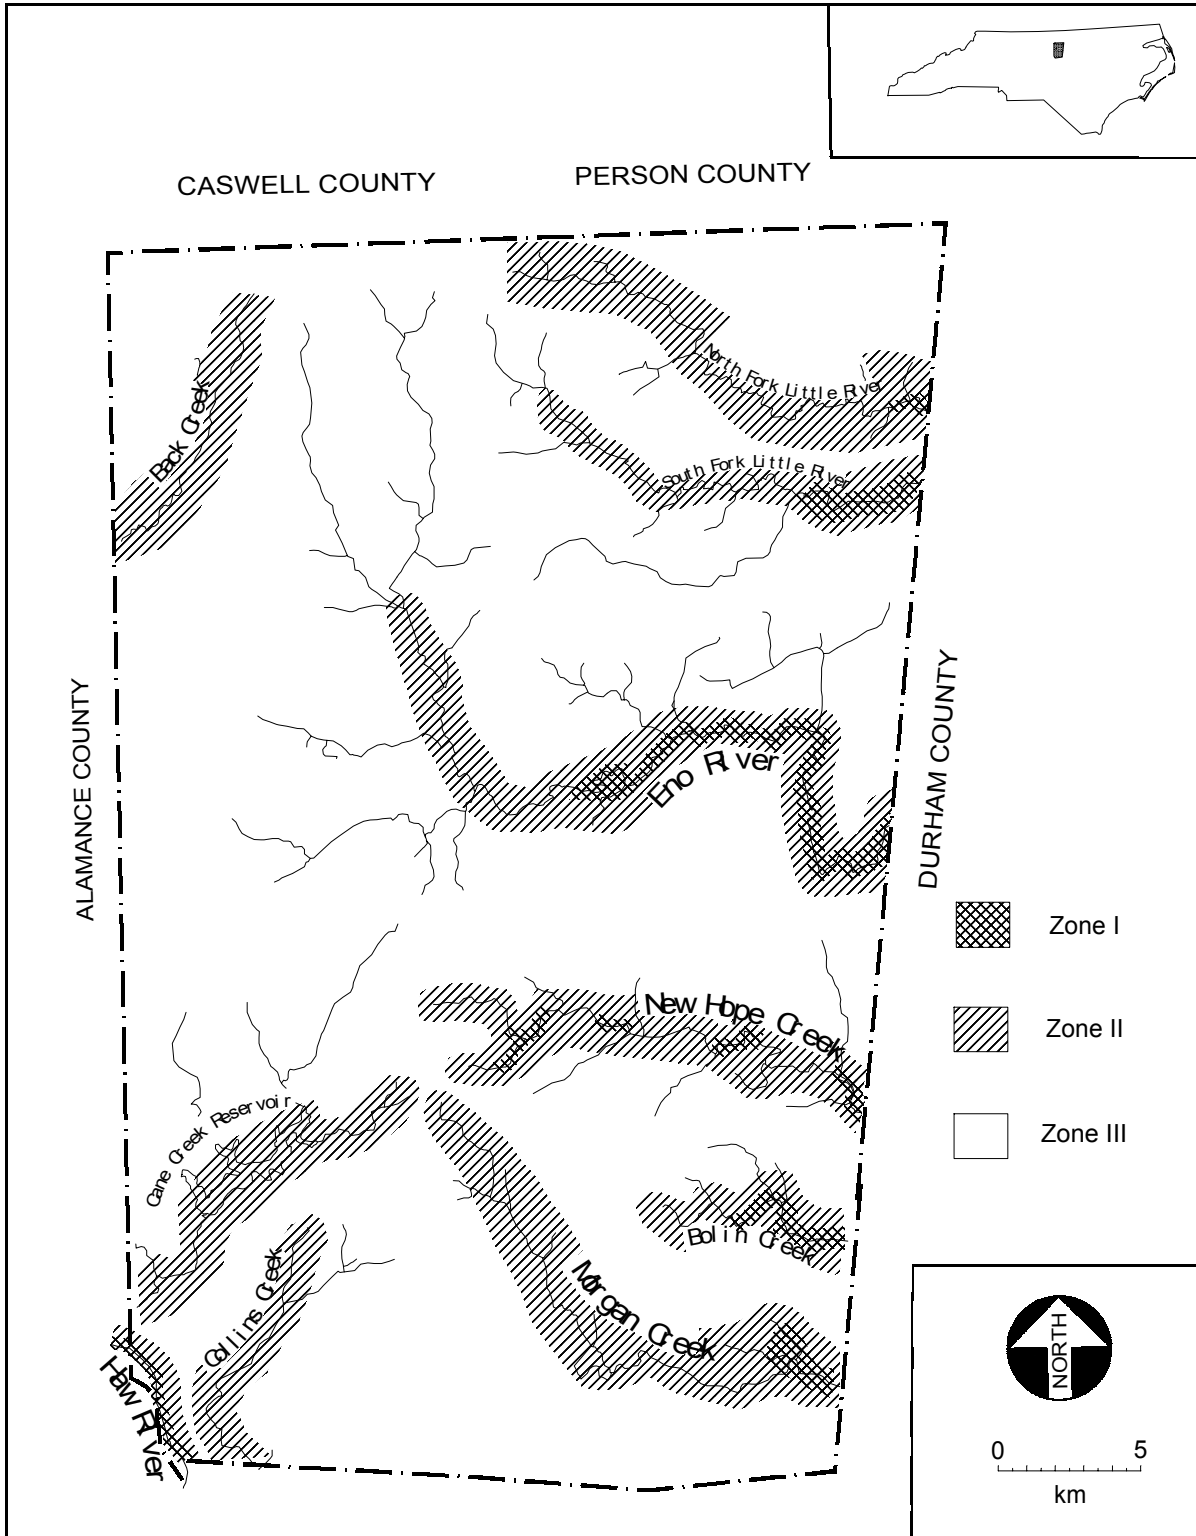 CASWELL COUNTY
PERSON COUNTY
North Fork Little River
Back Creek
South Fork Little River
ALAMANCE COUNTY
DURHAM COUNTY
Eno River
Zone I
New Hope Creek
Zone II
Cane Creek Reservoir
Zone III
Bolin Creek
Collins Creek
Morgan Creek
Haw River
NORTH
0 5
km